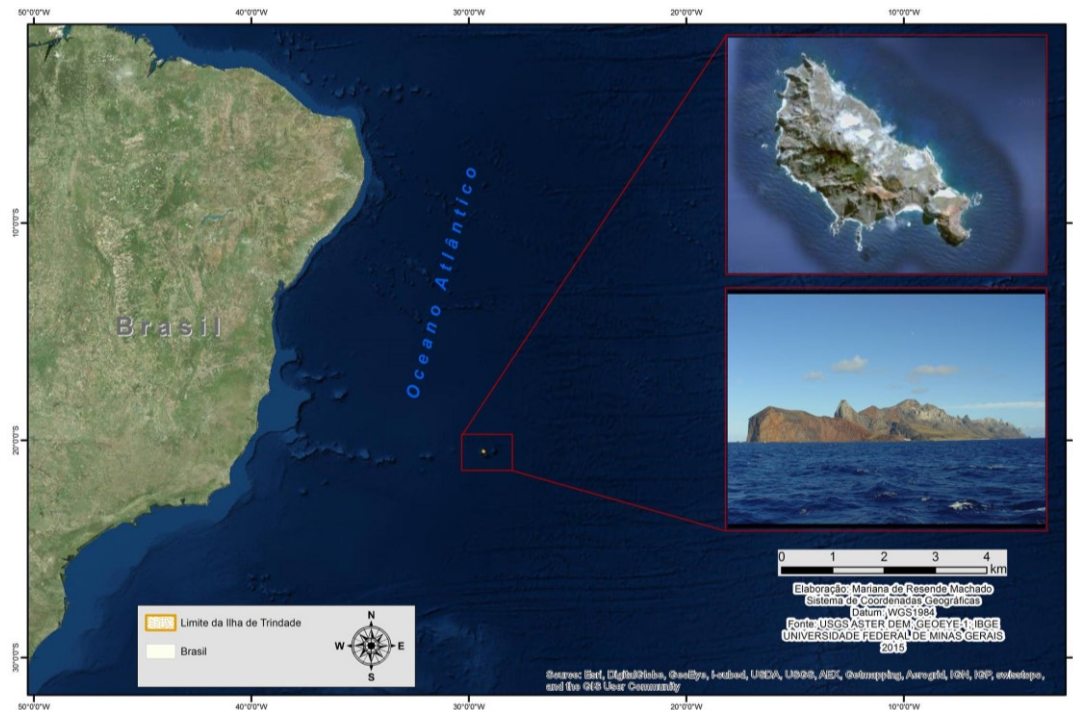 50°0'0"W 40°0'0"W 30°0'0"W 20°0'0"W 10°0'0"W
10°0'0"S
20°0'0"S
30°0'0"S
Oceano Atlântico
Brasil
0 1 2 3 4
km
Elaboração: Mariana de Resende Machado
Sistema de Coordenadas Geográficas
Datum: WGS1984
Fonte: USGS ASTER DEM, GEOEYE-1; IBGE
UNIVERSIDADE FEDERAL DE MINAS GERAIS
2015
Limite da Ilha de Trindade
Brasil
N
W E
S
Source: Esri, DigitalGlobe, GeoEye, i-cubed, USDA, USGS, AEX, Getmapping, Aerogrid, IGN, IGP, swisstopo,
and the GIS User Community
50°0'0"W 40°0'0"W 30°0'0"W 20°0'0"W 10°0'0"W